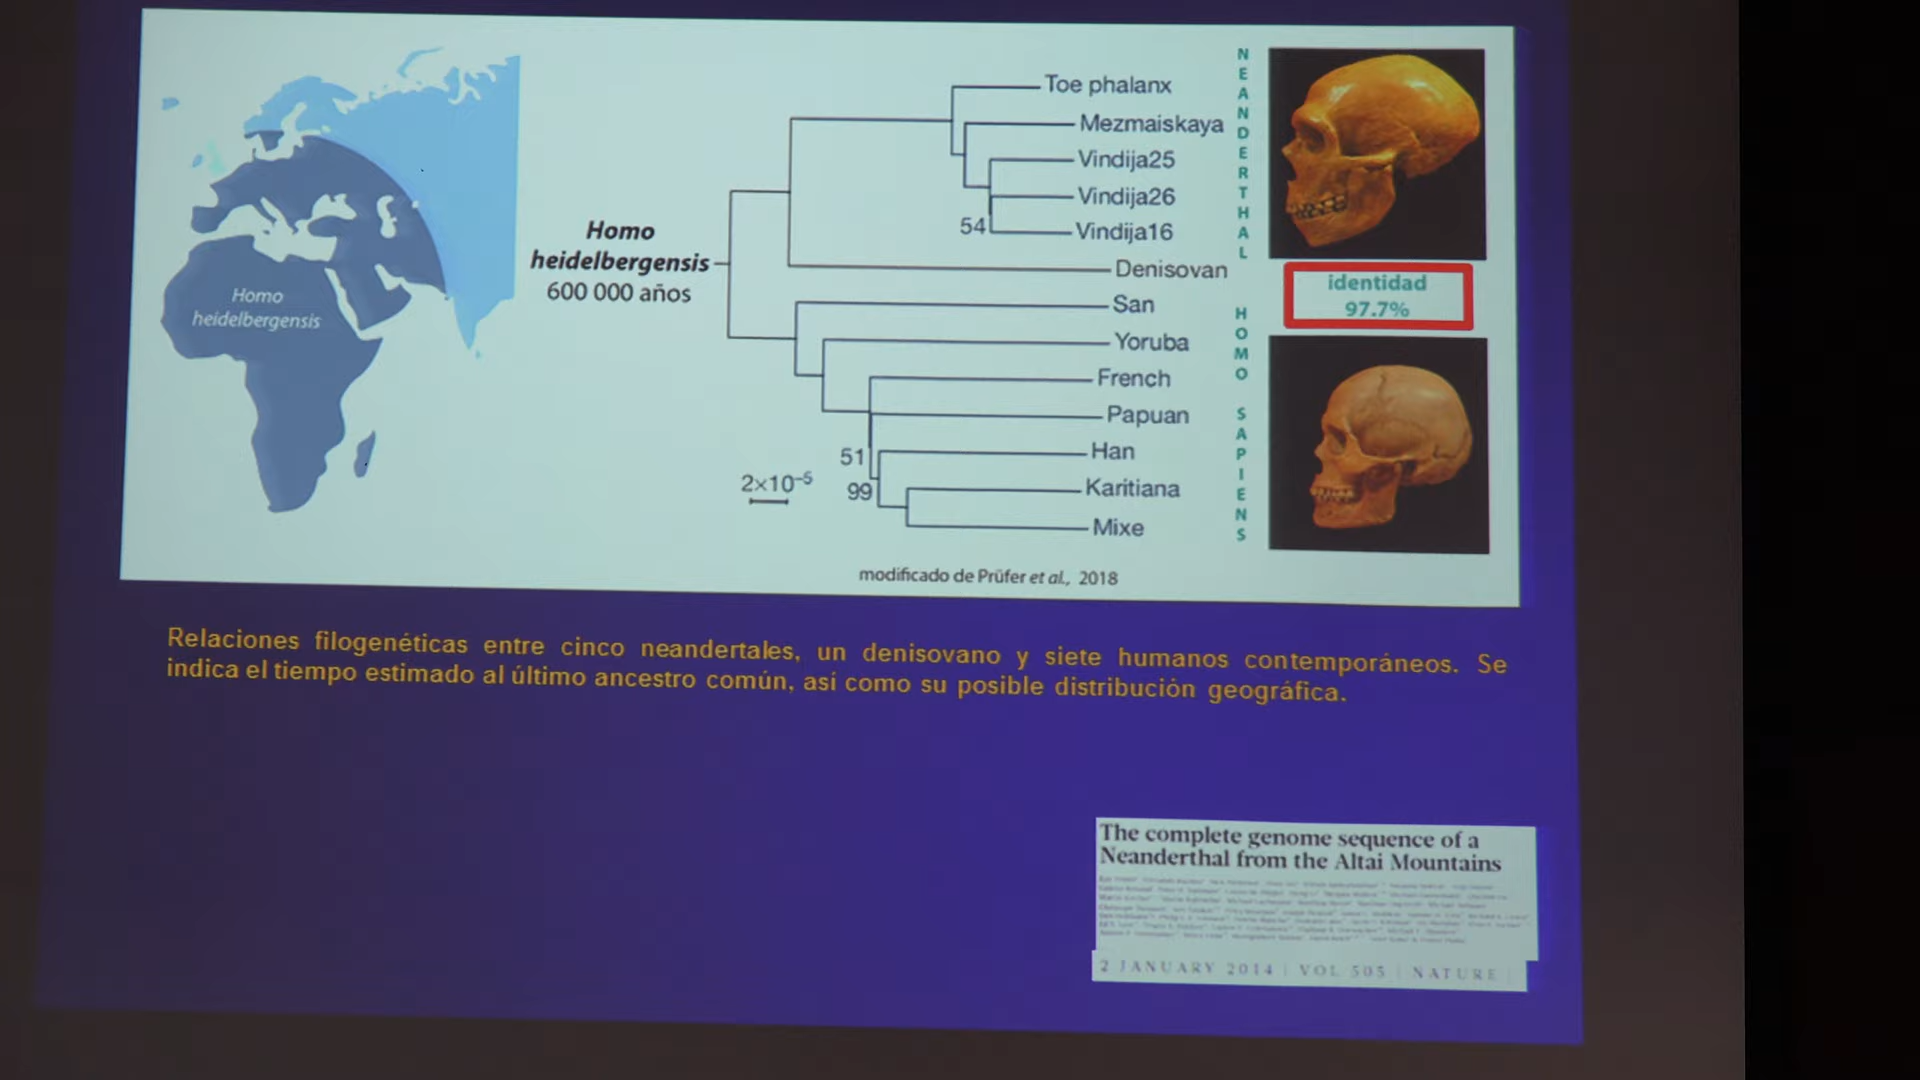 Homo
heidelbergensis
Homo
heidelbergensis
600 000 años
Toe phalanx
Mezmaiskaya
Vindija25
Vindija26
54
Vindija16
Denisovan
San
Yoruba
French
Papuan
51
Han
99
Karitiana
Mixe
2×10⁻⁵
NEANDERTHAL
HOMO SAPIENS
identidad
97.7%
modificado de Prüfer et al., 2018
Relaciones filogenéticas entre cinco neandertales, un denisovano y siete humanos contemporáneos. Se
indica el tiempo estimado al último ancestro común, así como su posible distribución geográfica.
The complete genome sequence of a
Neanderthal from the Altai Mountains
2 JANUARY 2014 | VOL 505 | NATURE